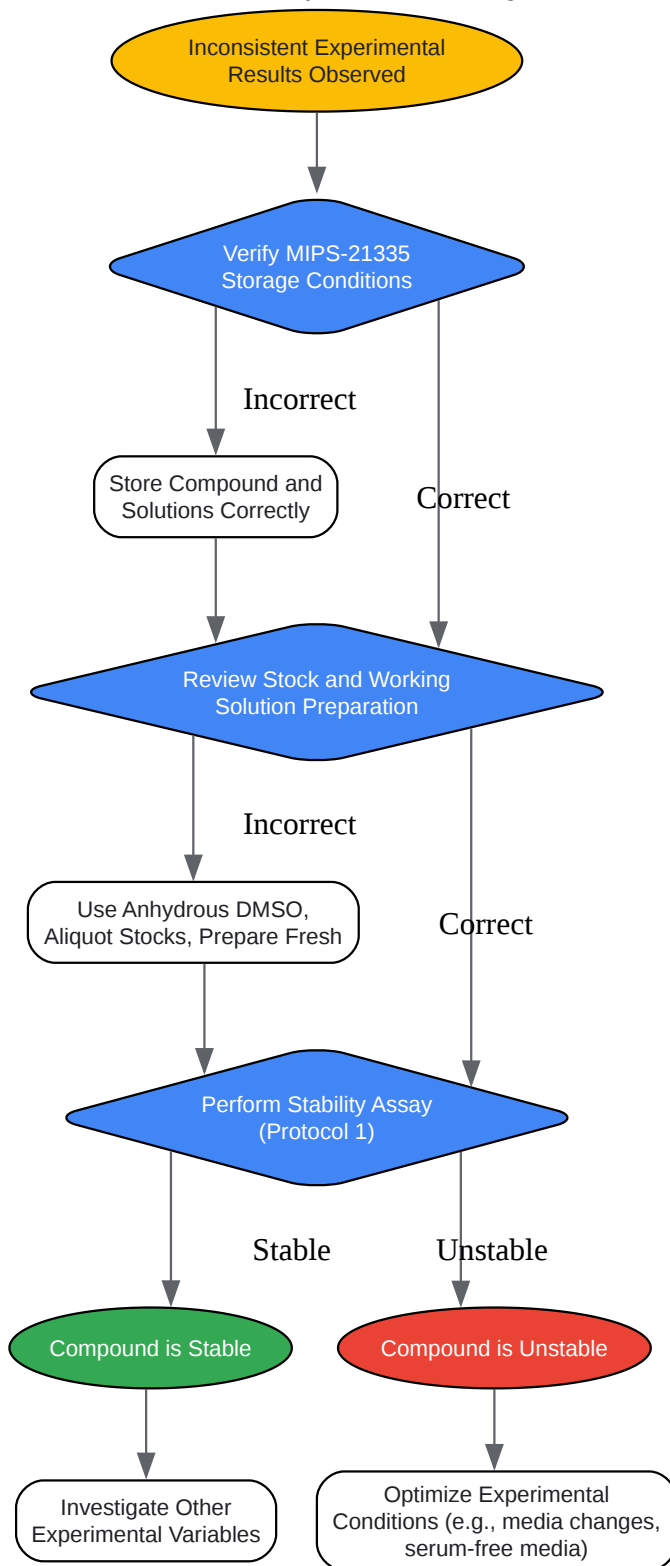 Inconsistent Experimental
Results Observed
Verify MIPS-21335
Storage Conditions
Incorrect
Store Compound and
Solutions Correctly
Correct
Review Stock and Working
Solution Preparation
Incorrect
Use Anhydrous DMSO,
Aliquot Stocks, Prepare Fresh
Correct
Perform Stability Assay
(Protocol 1)
Stable
Unstable
Compound is Stable
Compound is Unstable
Investigate Other
Experimental Variables
Optimize Experimental
Conditions (e.g., media changes,
serum-free media)